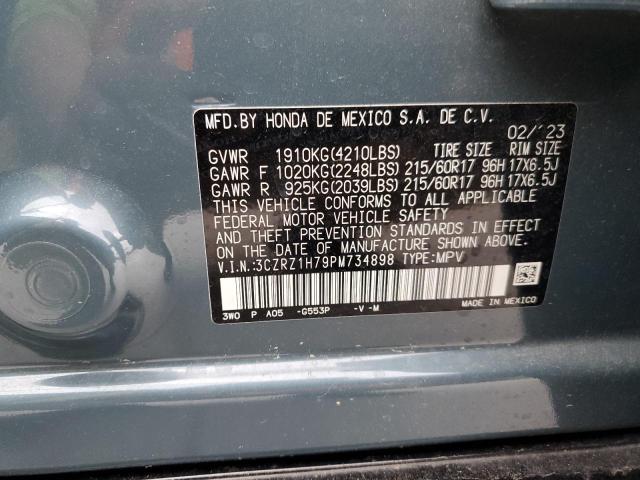 MFD.BY HONDA DE MEXICO S.A. DE C.V.
02/'23
GVWR 1910KG(4210LBS) TIRE SIZE RIM SIZE
GAWR F 1020KG(2248LBS) 215/60R17 96H 17X6.5J
GAWR R 925KG(2039LBS) 215/60R17 96H 17X6.5J
THIS VEHICLE CONFORMS TO ALL APPLICABLE
FEDERAL MOTOR VEHICLE SAFETY
AND THEFT PREVENTION STANDARDS IN EFFECT
ON THE DATE OF MANUFACTURE SHOWN ABOVE.
V.I.N.:3CZRZ1H79PM734898 TYPE:MPV
3W0 P A05 -G553P -V -M
MADE IN MEXICO